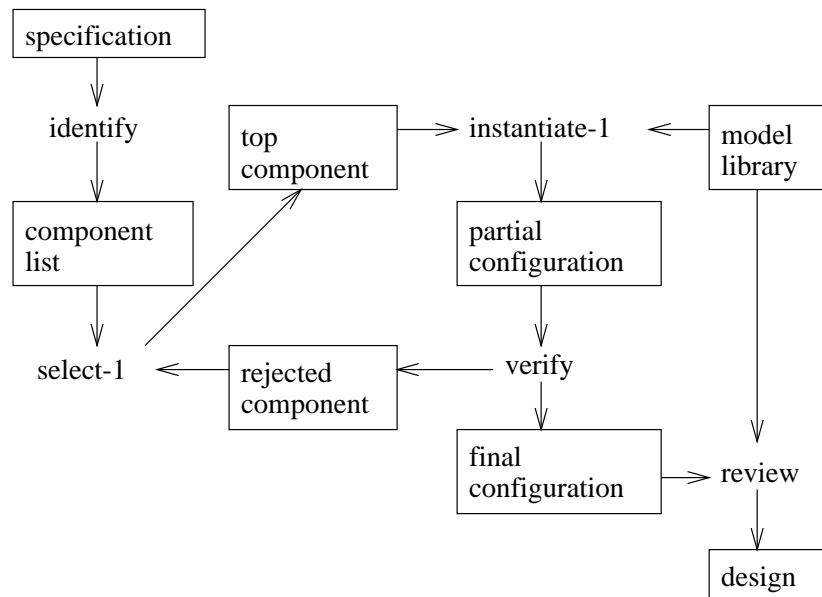 specification
identify
top
component
instantiate-1
model
library
component
list
partial
configuration
select-1
rejected
component
verify
final
configuration
review
design